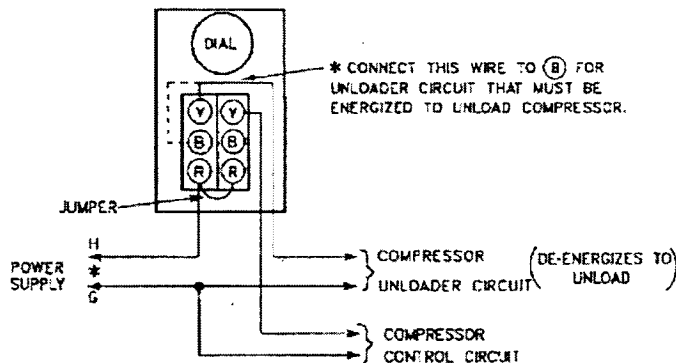 DIAL
* CONNECT THIS WIRE TO (B) FOR
UNLOADER CIRCUIT THAT MUST BE
ENERGIZED TO UNLOAD COMPRESSOR.
Y Y
B B
R R
JUMPER
H
POWER *
SUPPLY
G
COMPRESSOR
UNLOADER CIRCUIT
(DE-ENERGIZES TO
UNLOAD)
COMPRESSOR
CONTROL CIRCUIT